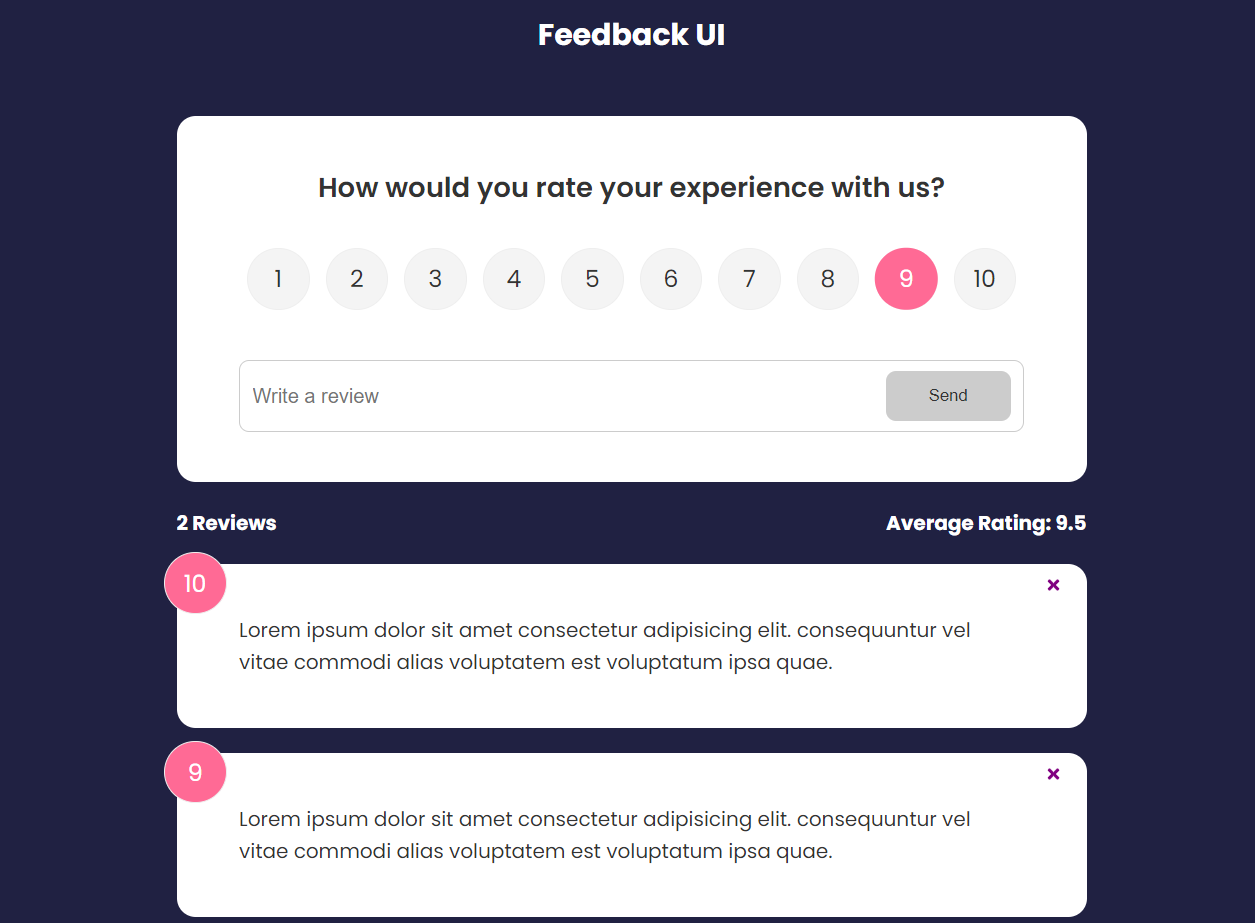 Feedback UI
How would you rate your experience with us?
1 2 3 4 5 6 7 8 9 10
Write a review Send
2 Reviews Average Rating: 9.5
10
Lorem ipsum dolor sit amet consectetur adipisicing elit. consequuntur vel
vitae commodi alias voluptatem est voluptatum ipsa quae.
9
Lorem ipsum dolor sit amet consectetur adipisicing elit. consequuntur vel
vitae commodi alias voluptatem est voluptatum ipsa quae.